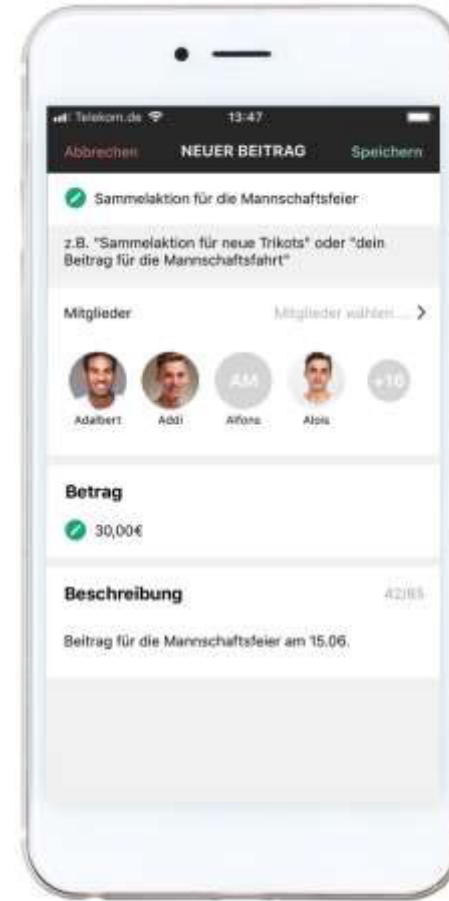 Telekom.de 13:47
Abbrechen NEUER BEITRAG Speichern
Sammelaktion für die Mannschaftsfeier
z.B. "Sammelaktion für neue Trikots" oder "dein
Beitrag für die Mannschaftsfahrt"
Mitglieder Mitglieder wählen ...
AM +16
Adalbert Addi Alfons Alois
Betrag
30,00€
Beschreibung 42/85
Beitrag für die Mannschaftsfeier am 15.06.